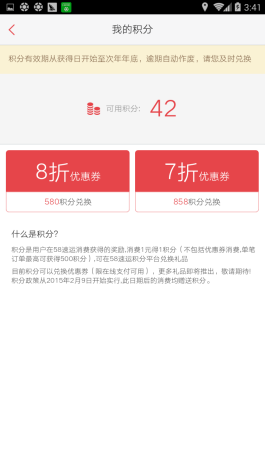 3:41
我的积分
积分有效期从获得日开始至次年年底，逾期自动作废，请您及时兑换
可用积分: 42
8折优惠券 7折优惠券
580积分兑换 858积分兑换
什么是积分?
积分是用户在58速运消费获得的奖励,消费1元得1积分（不包括优惠券消费,单笔
订单最高可获得500积分）,可在58速运积分平台兑换礼品
目前积分可以兑换优惠券（限在线支付可用），更多礼品即将推出，敬请期待!
积分政策从2015年2月9日开始实行,此日期后的消费均赠送积分。